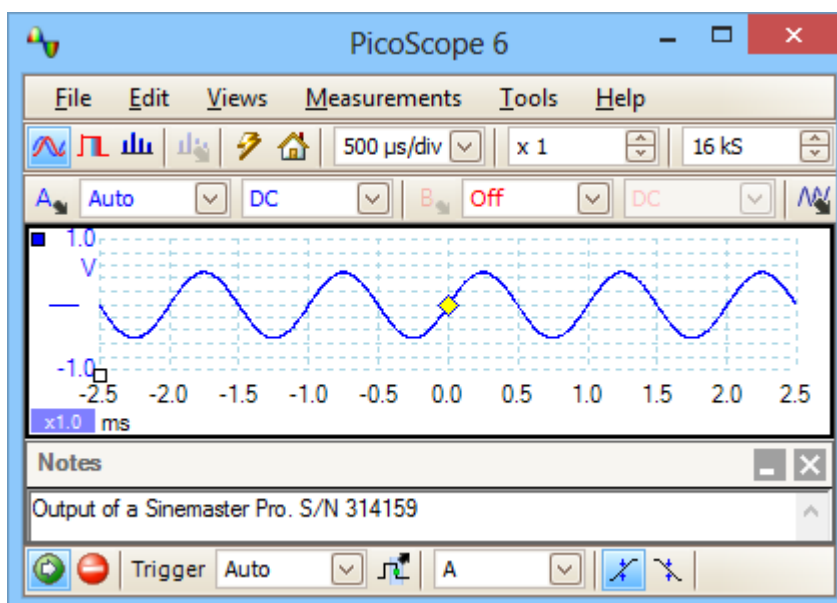 PicoScope 6
File Edit Views Measurements Tools Help
500 µs/div x 1 16 kS
A Auto DC B Off DC
1.0
V
-1.0
-2.5 -2.0 -1.5 -1.0 -0.5 0.0 0.5 1.0 1.5 2.0 2.5
x1.0 ms
Notes
Output of a Sinemaster Pro. S/N 314159
Trigger Auto A